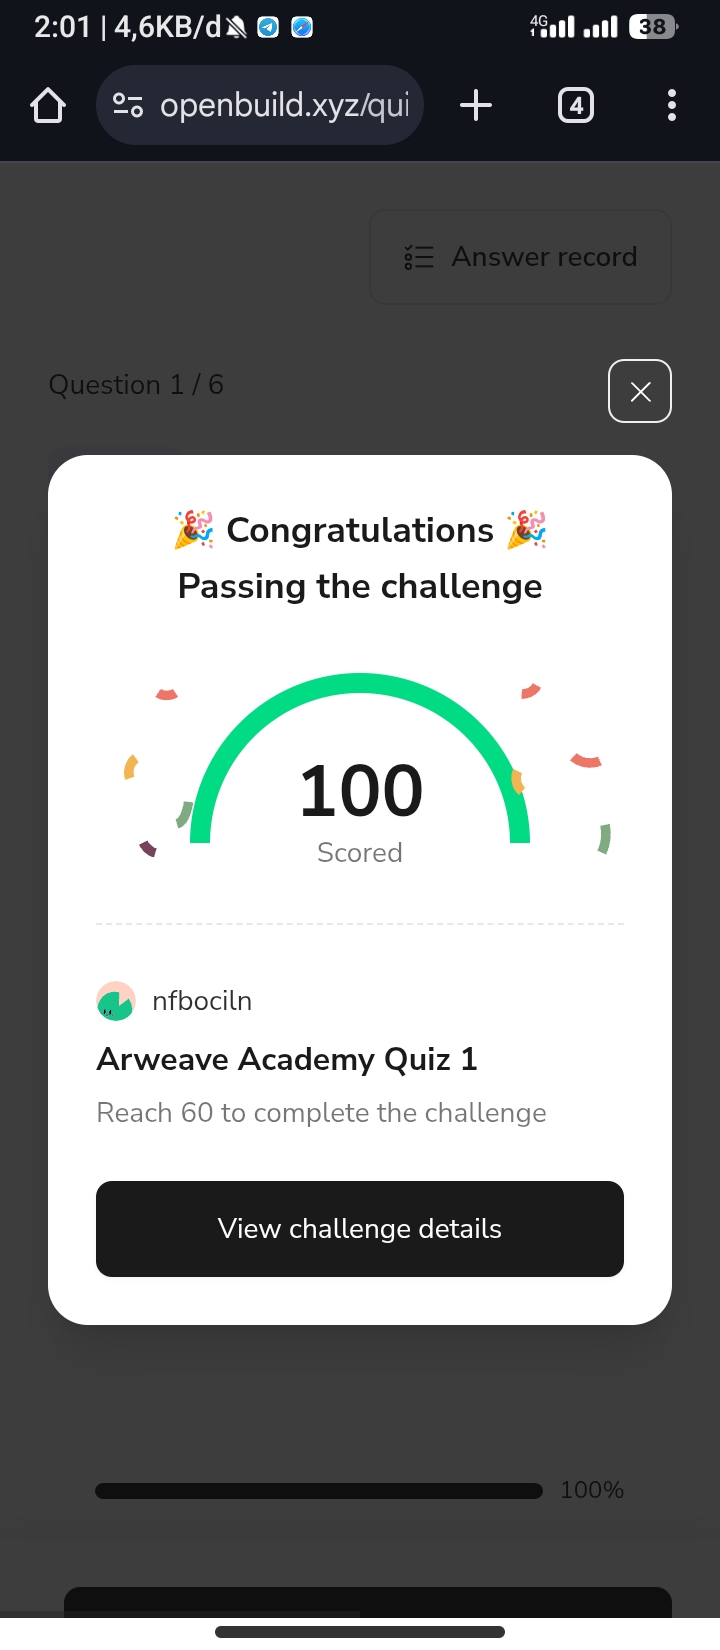 2:01 | 4,6KB/d
4G
38
openbuild.xyz/qui
4
Answer record
Question 1 / 6
🎉 Congratulations 🎉
Passing the challenge
100
Scored
nfbociln
Arweave Academy Quiz 1
Reach 60 to complete the challenge
View challenge details
100%